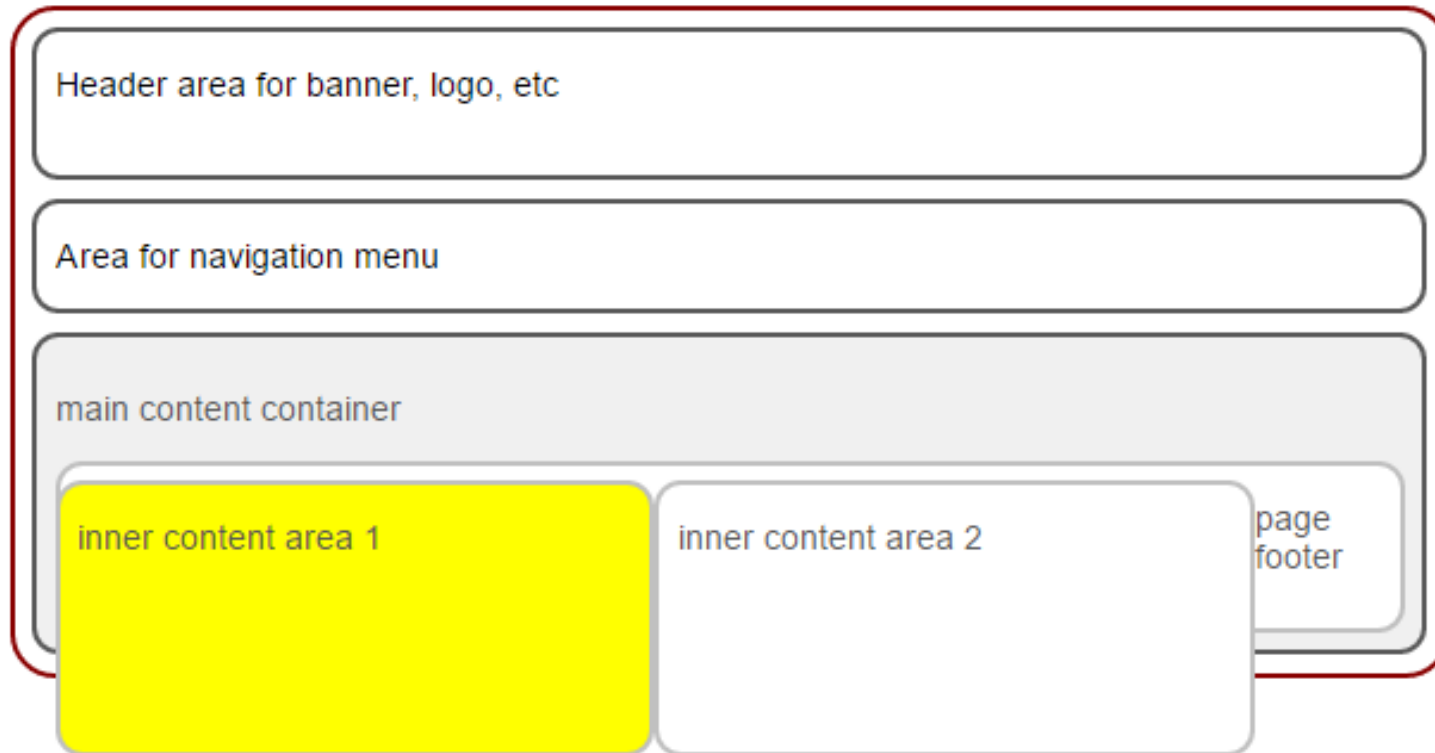 Header area for banner, logo, etc
Area for navigation menu
main content container
inner content area 1
inner content area 2
page
footer